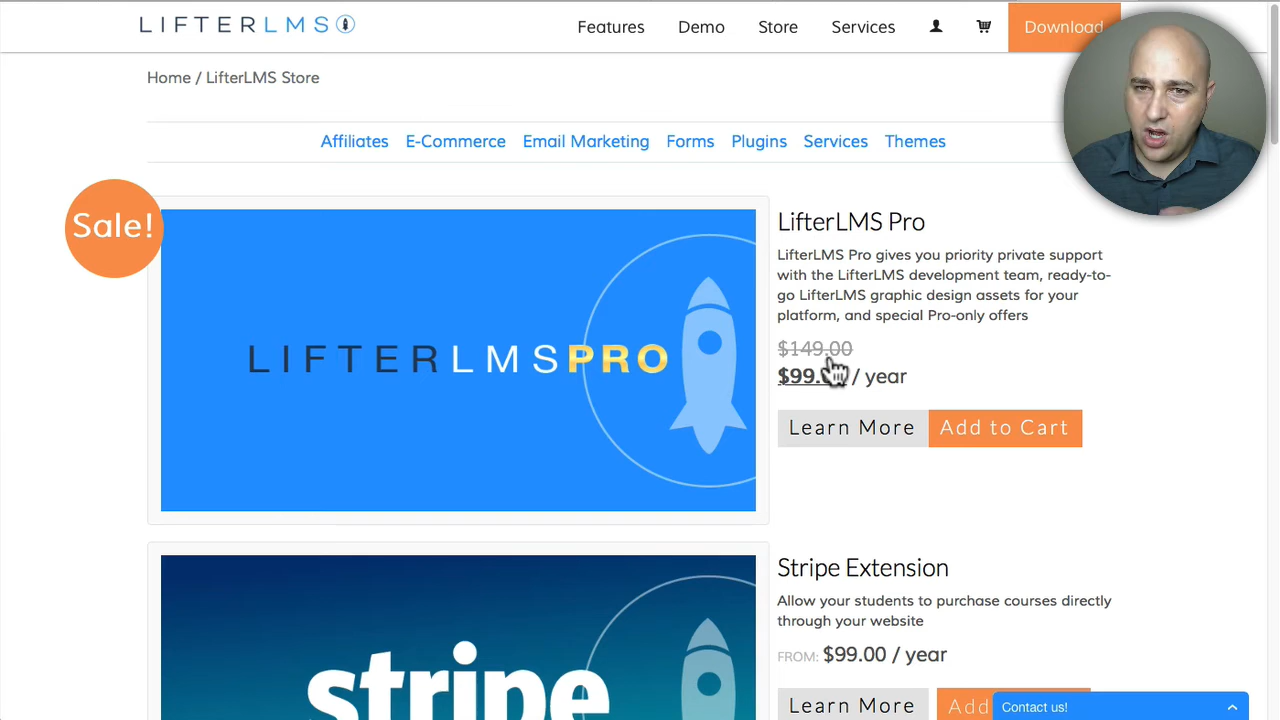 LIFTERLMS
Features
Demo
Store
Services
Download
Home / LifterLMS Store
Affiliates
E-Commerce
Email Marketing
Forms
Plugins
Services
Themes
Sale!
LIFTERLMSPRO
LifterLMS Pro
LifterLMS Pro gives you priority private support
with the LifterLMS development team, ready-to-
go LifterLMS graphic design assets for your
platform, and special Pro-only offers
$149.00
/ year
Learn More
Add to Cart
stripe
Stripe Extension
Allow your students to purchase courses directly
through your website
FROM: $99.00 / year
Learn More
Add
Contact us!